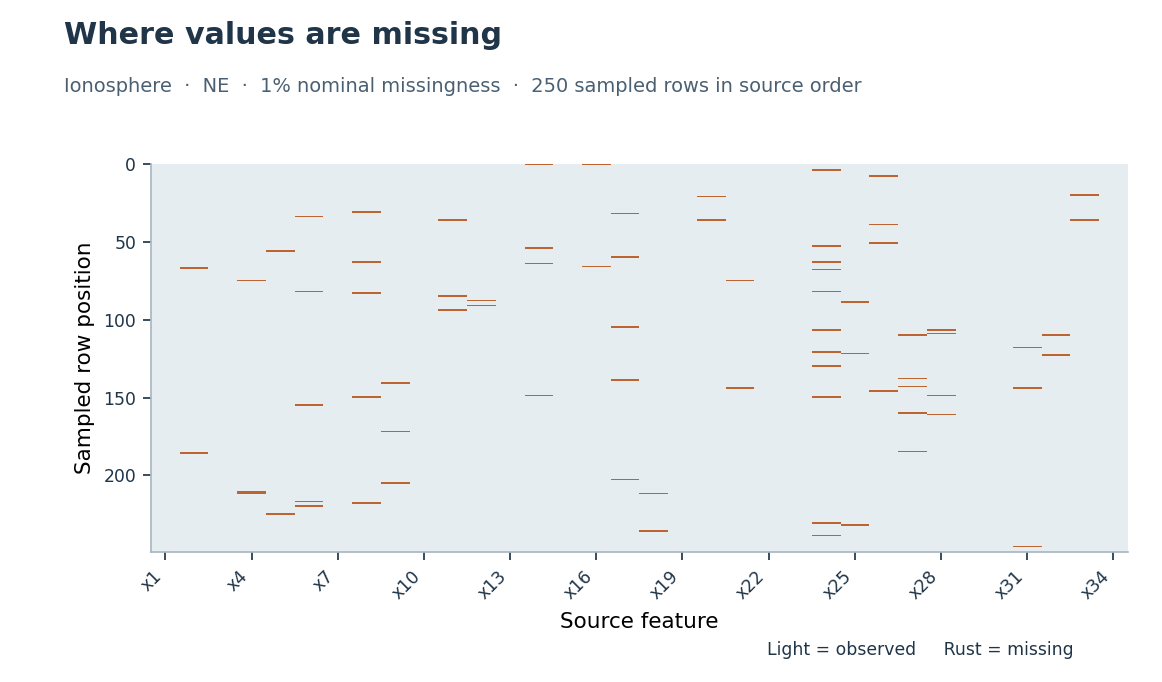 Where values are missing
Ionosphere · NE · 1% nominal missingness · 250 sampled rows in source order
0
50
100
150
200
Sampled row position
x1
x4
x7
x10
x13
x16
x19
x22
x25
x28
x31
x34
Source feature
Light = observed Rust = missing